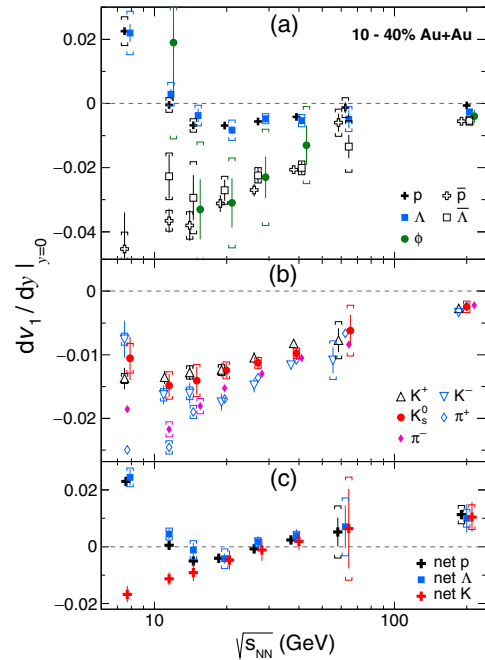 (a)
10 - 40% Au+Au
0.02
0
−0.02
−0.04
p
p̅
Λ
Λ̅
ϕ
dv₁ / dy |y=0
(b)
0
−0.01
−0.02
K⁺
K⁻
K⁰s
π⁺
π⁻
(c)
0.02
0
−0.02
net p
net Λ
net K
10
100
√sNN (GeV)